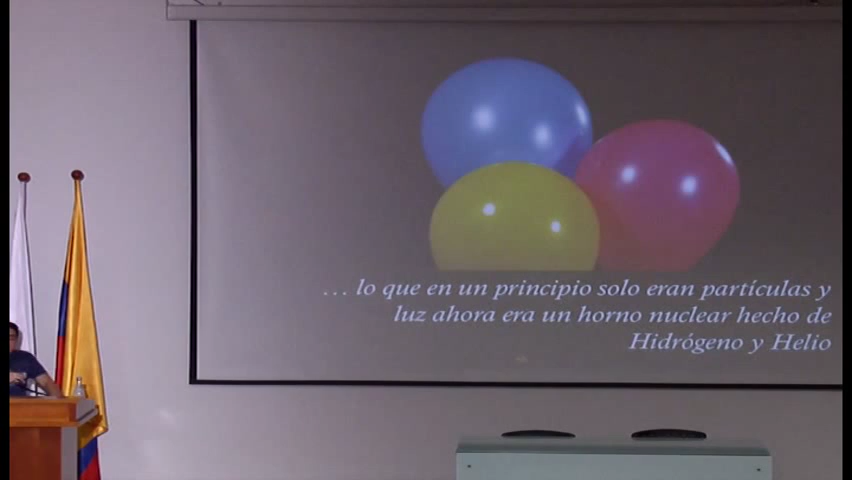 … lo que en un principio solo eran partículas y
luz ahora era un horno nuclear hecho de
Hidrógeno y Helio